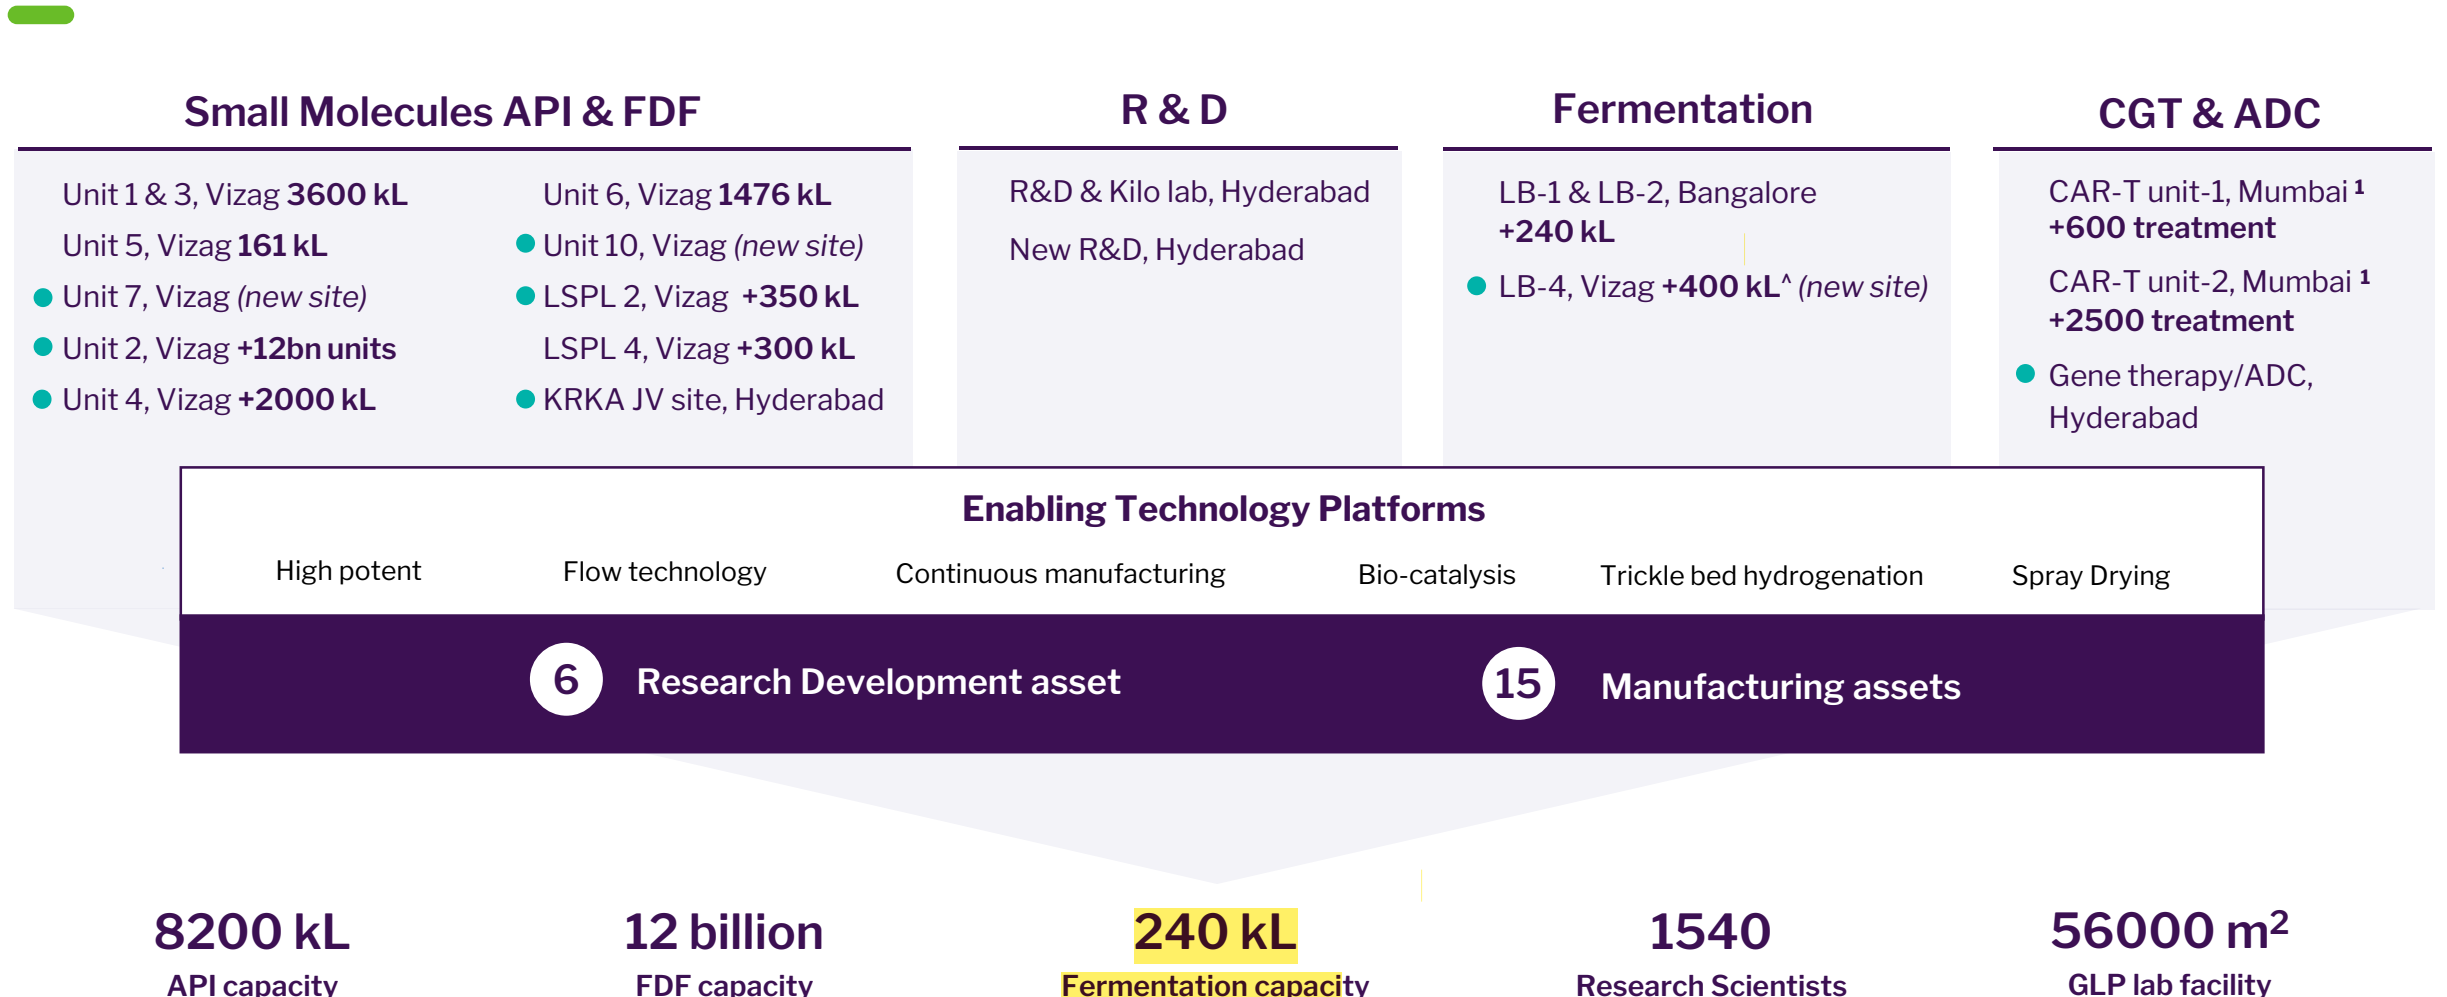 Small Molecules API & FDF
Unit 1 & 3, Vizag 3600 kL
Unit 5, Vizag 161 kL
Unit 7, Vizag (new site)
Unit 2, Vizag +12bn units
Unit 4, Vizag +2000 kL
Unit 6, Vizag 1476 kL
Unit 10, Vizag (new site)
LSPL 2, Vizag +350 kL
LSPL 4, Vizag +300 kL
KRKA JV site, Hyderabad
R & D
R&D & Kilo lab, Hyderabad
New R&D, Hyderabad
Fermentation
LB-1 & LB-2, Bangalore
+240 kL
LB-4, Vizag +400 kL^ (new site)
CGT & ADC
CAR-T unit-1, Mumbai 1
+600 treatment
CAR-T unit-2, Mumbai 1
+2500 treatment
Gene therapy/ADC,
Hyderabad
Enabling Technology Platforms
High potent
Flow technology
Continuous manufacturing
Bio-catalysis
Trickle bed hydrogenation
Spray Drying
6 Research Development asset
15 Manufacturing assets
8200 kL
API capacity
12 billion
FDF capacity
240 kL
Fermentation capacity
1540
Research Scientists
56000 m²
GLP lab facility